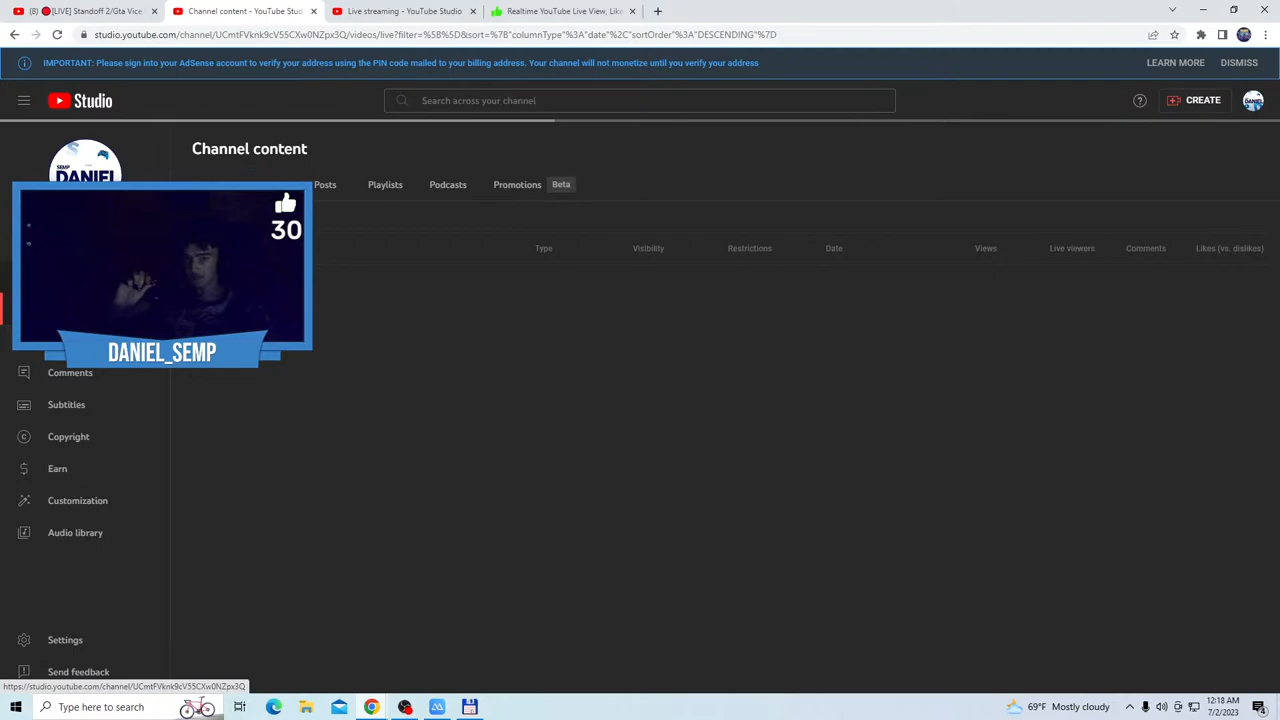 (8) 🔴[LIVE] Standoff 2/Gta Vice
Channel content - YouTube Stu
Live streaming - YouTube Studio
Realtime YouTube Live View, Like
studio.youtube.com/channel/UCmtFVknk9cV55CXw0NZpx3Q/videos/live?filter=%5B%5D&sort=%7B"columnType"%3A"date"%2C"sortOrder"%3A"DESCENDING"%7D
IMPORTANT: Please sign into your AdSense account to verify your address using the PIN code mailed to your billing address. Your channel will not monetize until you verify your address
LEARN MORE
DISMISS
Studio
Search across your channel
CREATE
DANIEL
SEMP
DANIEL
Channel content
Posts
Playlists
Podcasts
Promotions
Beta
30
Type
Visibility
Restrictions
Date
Views
Live viewers
Comments
Likes (vs. dislikes)
DANIEL_SEMP
Comments
Subtitles
Copyright
Earn
Customization
Audio library
Settings
Send feedback
https://studio.youtube.com/channel/UCmtFVknk9cV55CXw0NZpx3Q
Type here to search
69°F Mostly cloudy
12:18 AM
7/2/2023
4